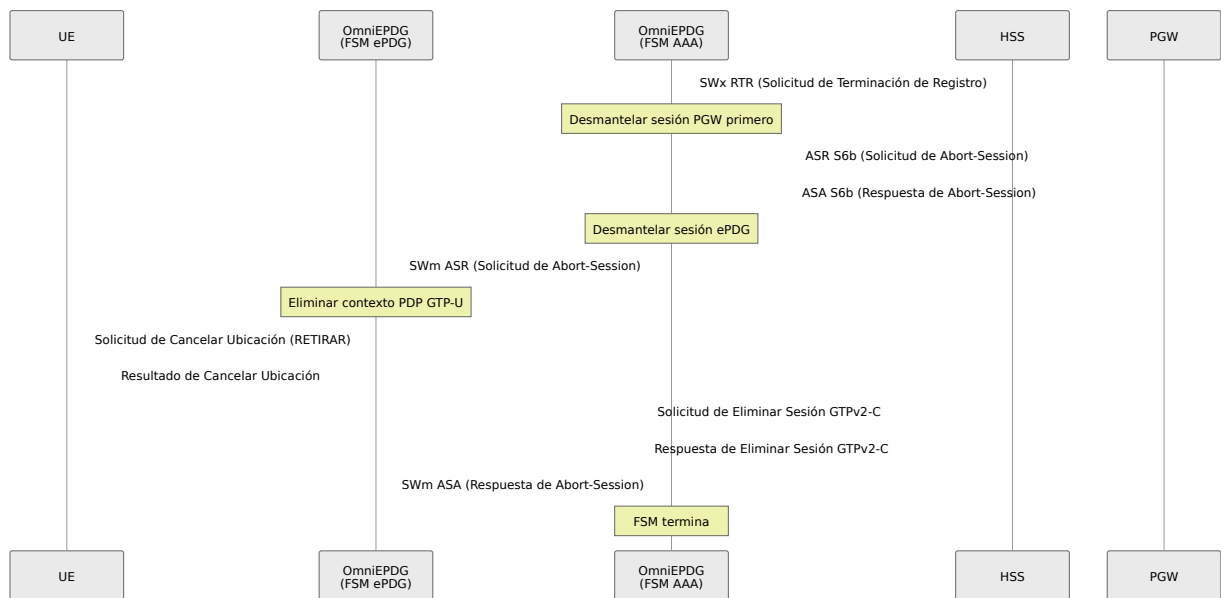 UE
OmniEPDG
(FSM ePDG)
OmniEPDG
(FSM AAA)
HSS
PGW
SWx RTR (Solicitud de Terminación de Registro)
Desmantelar sesión PGW primero
ASR S6b (Solicitud de Abort-Session)
ASA S6b (Respuesta de Abort-Session)
Desmantelar sesión ePDG
SWm ASR (Solicitud de Abort-Session)
Eliminar contexto PDP GTP-U
Solicitud de Cancelar Ubicación (RETIRAR)
Resultado de Cancelar Ubicación
Solicitud de Eliminar Sesión GTPv2-C
Respuesta de Eliminar Sesión GTPv2-C
SWm ASA (Respuesta de Abort-Session)
FSM termina
UE
OmniEPDG
(FSM ePDG)
OmniEPDG
(FSM AAA)
HSS
PGW